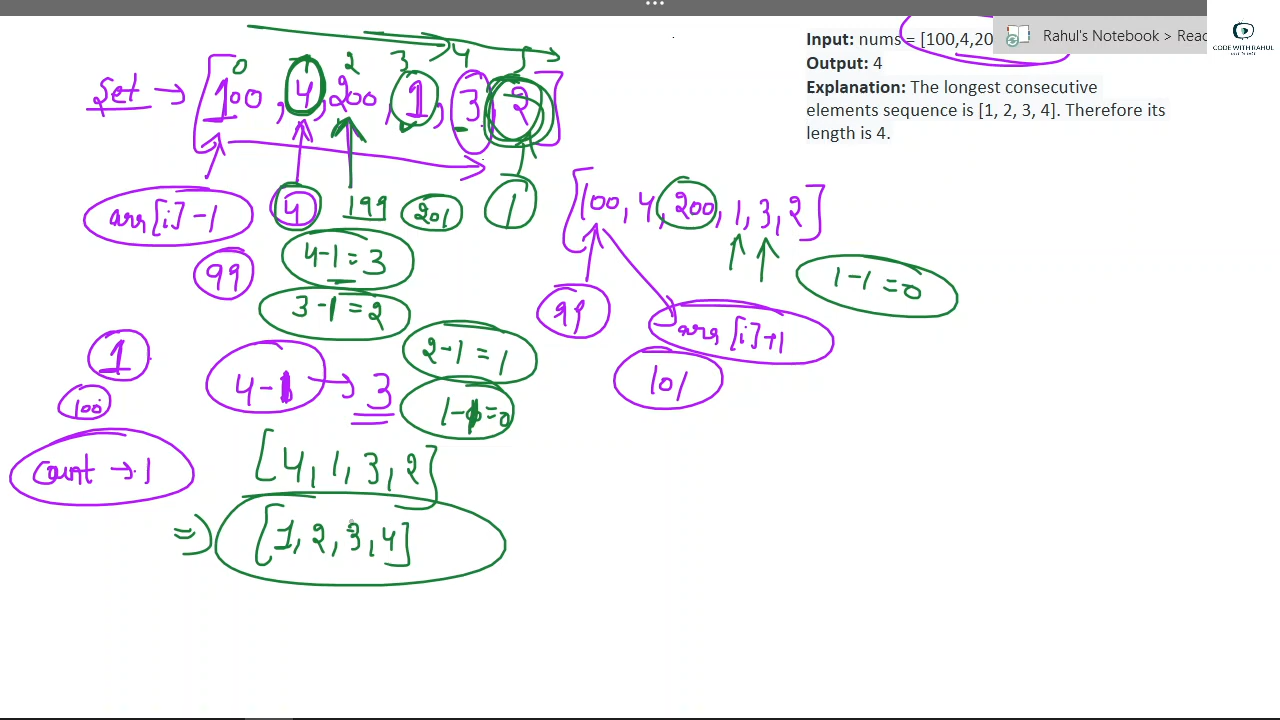 Input: nums = [100,4,20
Rahul's Notebook > Read
CODE WITH RAHUL
Output: 4
Explanation: The longest consecutive
elements sequence is [1, 2, 3, 4]. Therefore its
length is 4.
0 1 2 3 4 5
Set → [100, 4, 200, 1, 3, 2]
arr[i]-1
4 199 201 1
99
4-1=3
3-1=2
[100, 4, 200, 1, 3, 2]
1-1=0
99
arr[i]+1
101
1
100
4-1 → 3
2-1=1
1-1=0
count → 1
[4, 1, 3, 2]
⇒ [1, 2, 3, 4]